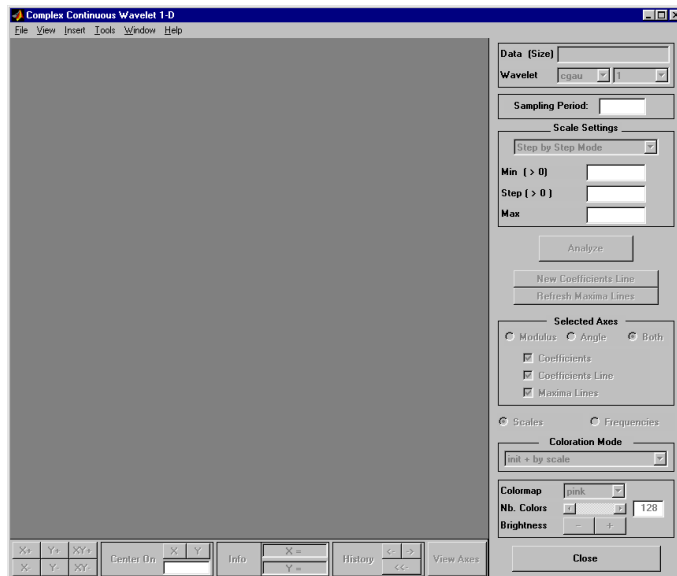 Complex Continuous Wavelet 1-D
File View Insert Tools Window Help
Data (Size)
Wavelet cgau 1
Sampling Period:
Scale Settings
Step by Step Mode
Min ( > 0)
Step ( > 0 )
Max
Analyze
New Coefficients Line
Refresh Maxima Lines
Selected Axes
Modulus Angle Both
Coefficients
Coefficients Line
Maxima Lines
Scales Frequencies
Coloration Mode
init + by scale
Colormap pink
Nb. Colors 128
Brightness - +
Close
X+ Y+ XY+
X- Y- XY-
Center On X Y
Info X =
Y =
History <- ->
<<-
View Axes